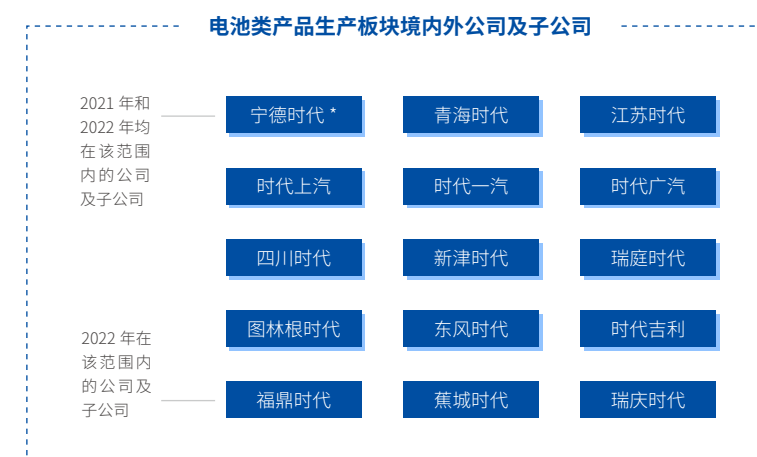 电池类产品生产板块境内外公司及子公司
2021 年和
2022 年均
在该范围
内的公司
及子公司
宁德时代 *
青海时代
江苏时代
时代上汽
时代一汽
时代广汽
四川时代
新津时代
瑞庭时代
图林根时代
东风时代
时代吉利
2022 年在
该范围内
的公司及
子公司
福鼎时代
蕉城时代
瑞庆时代